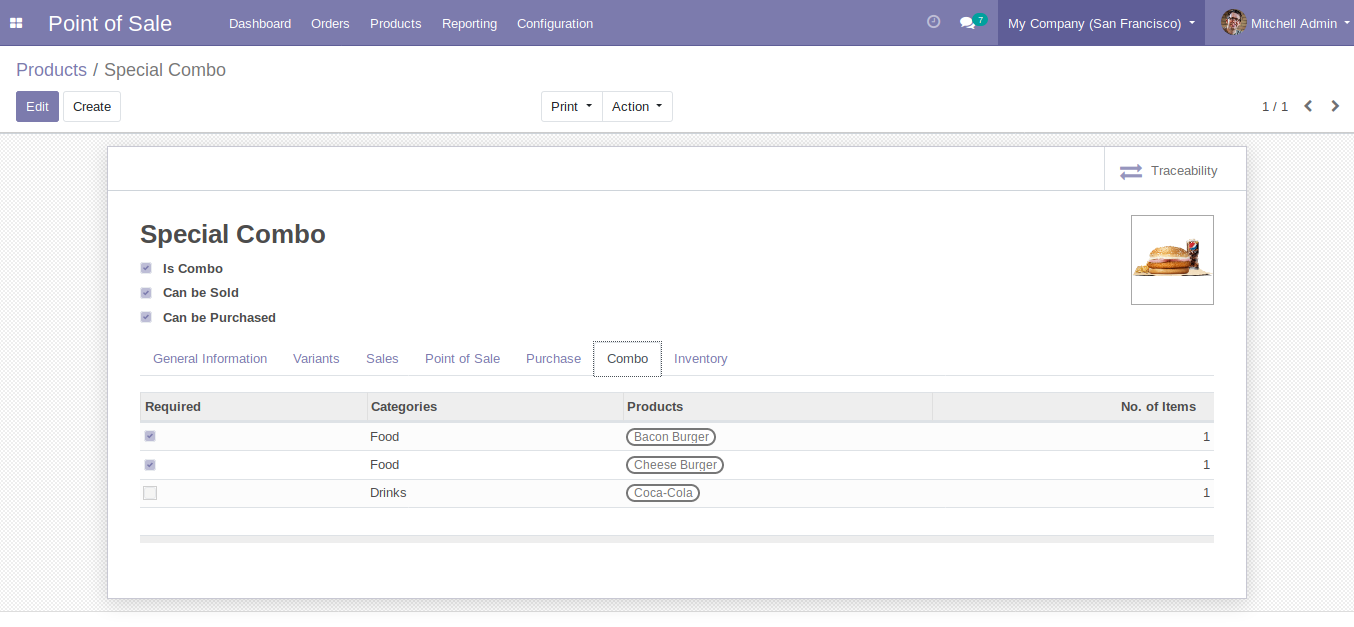 Point of Sale Dashboard Orders Products Reporting Configuration 7 My Company (San Francisco) Mitchell Admin
Products / Special Combo
Edit Create Print Action 1 / 1
Traceability
Special Combo
Is Combo
Can be Sold
Can be Purchased
General Information Variants Sales Point of Sale Purchase Combo Inventory
Required Categories Products No. of Items
Food Bacon Burger 1
Food Cheese Burger 1
Drinks Coca-Cola 1